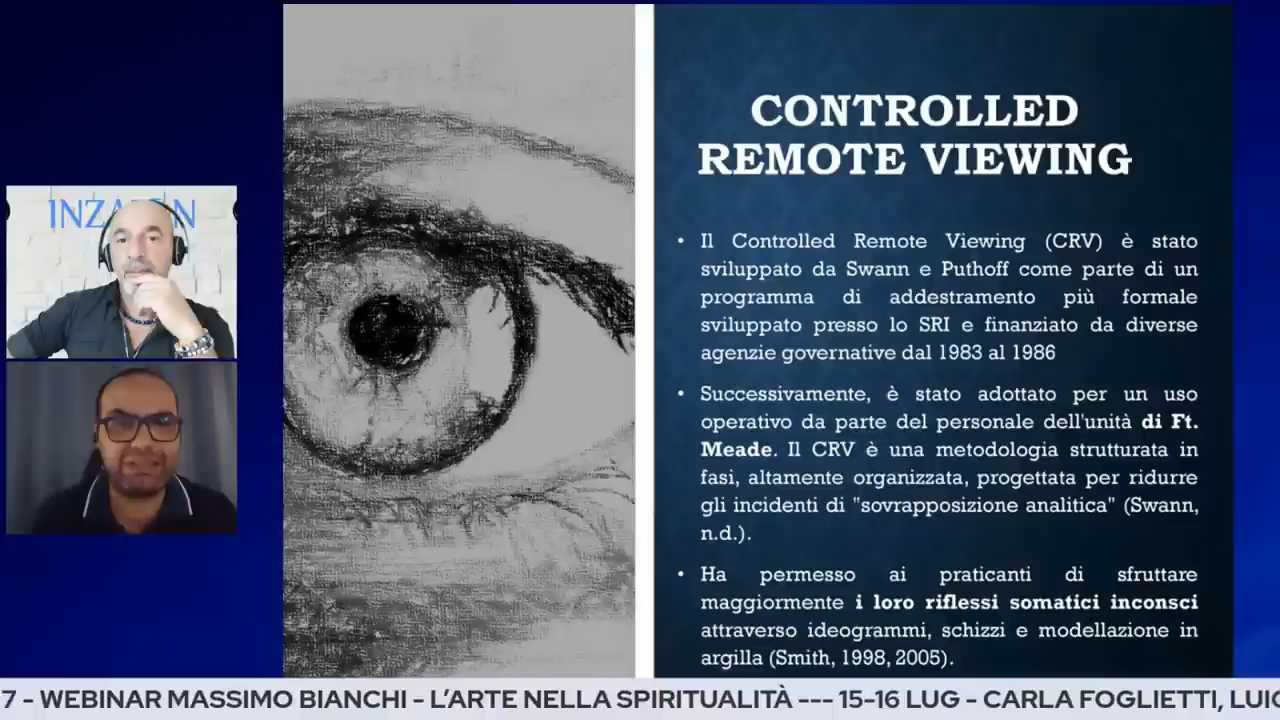 INZA
N
CONTROLLED
REMOTE VIEWING
• Il Controlled Remote Viewing (CRV) è stato
sviluppato da Swann e Puthoff come parte di un
programma di addestramento più formale
sviluppato presso lo SRI e finanziato da diverse
agenzie governative dal 1983 al 1986
• Successivamente, è stato adottato per un uso
operativo da parte del personale dell'unità di Ft.
Meade. Il CRV è una metodologia strutturata in
fasi, altamente organizzata, progettata per ridurre
gli incidenti di "sovrapposizione analitica" (Swann,
n.d.).
• Ha permesso ai praticanti di sfruttare
maggiormente i loro riflessi somatici inconsci
attraverso ideogrammi, schizzi e modellazione in
argilla (Smith, 1998, 2005).
7 - WEBINAR MASSIMO BIANCHI - L'ARTE NELLA SPIRITUALITÀ --- 15-16 LUG - CARLA FOGLIETTI, LUIG